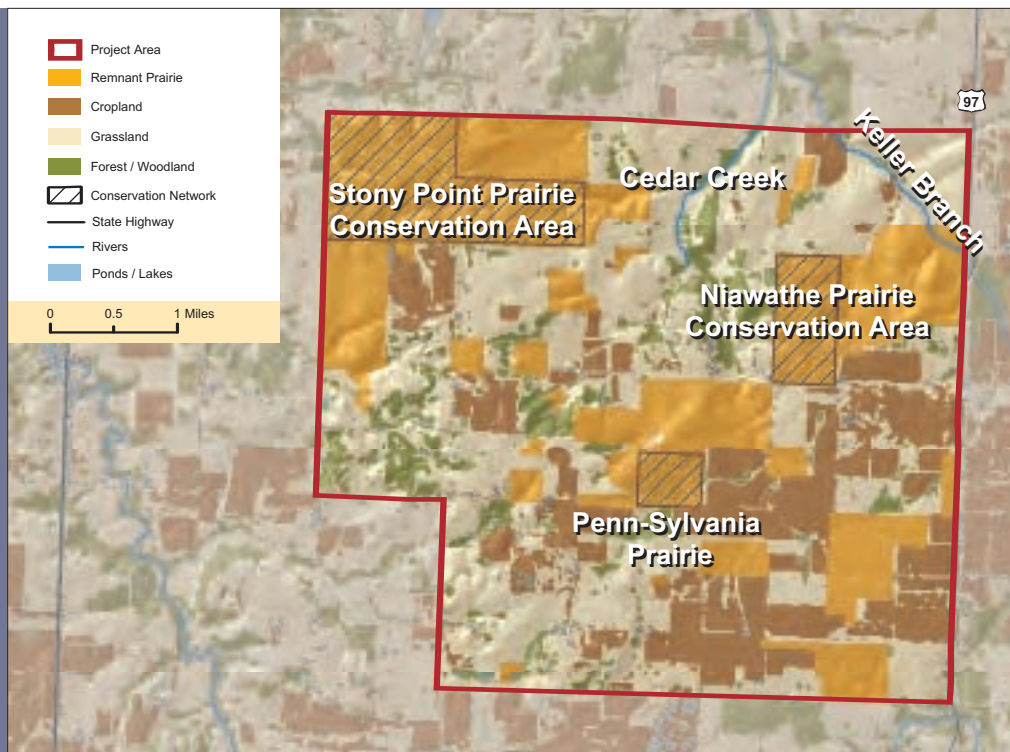 Project Area
Remnant Prairie
Cropland
Grassland
Forest / Woodland
Conservation Network
State Highway
Rivers
Ponds / Lakes
0 0.5 1 Miles
97
Keller Branch
Cedar Creek
Stony Point Prairie
Conservation Area
Niawathe Prairie
Conservation Area
Penn-Sylvania
Prairie